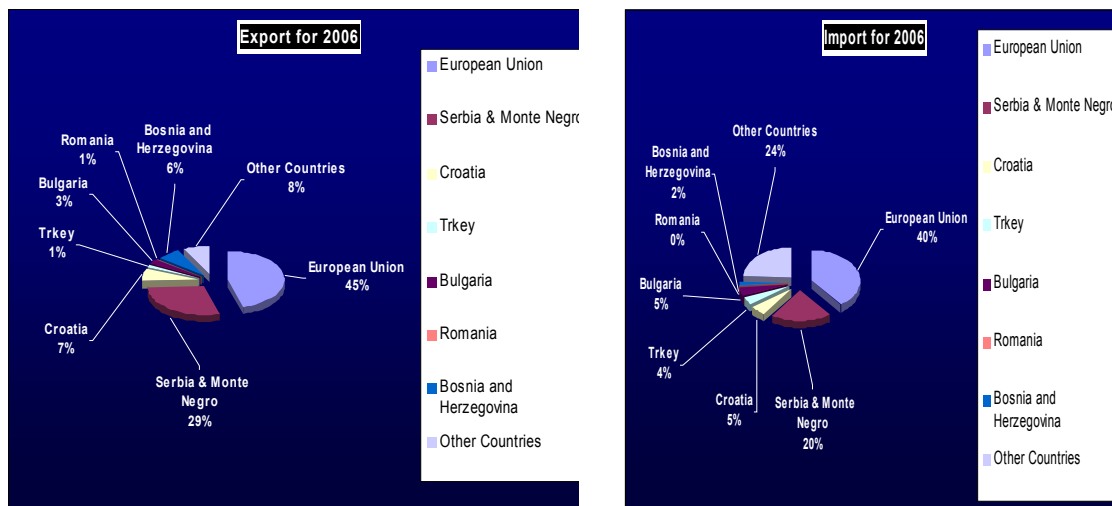 Export for 2006
Romania
1%
Bosnia and
Herzegovina
6%
Other Countries
8%
Bulgaria
3%
Trkey
1%
European Union
45%
Croatia
7%
Serbia & Monte
Negro
29%
European Union
Serbia & Monte Negro
Croatia
Trkey
Bulgaria
Romania
Bosnia and
Herzegovina
Other Countries
Import for 2006
Other Countries
24%
Bosnia and
Herzegovina
2%
Romania
0%
European Union
40%
Bulgaria
5%
Trkey
4%
Croatia
5%
Serbia & Monte
Negro
20%
European Union
Serbia & Monte Negro
Croatia
Trkey
Bulgaria
Romania
Bosnia and
Herzegovina
Other Countries